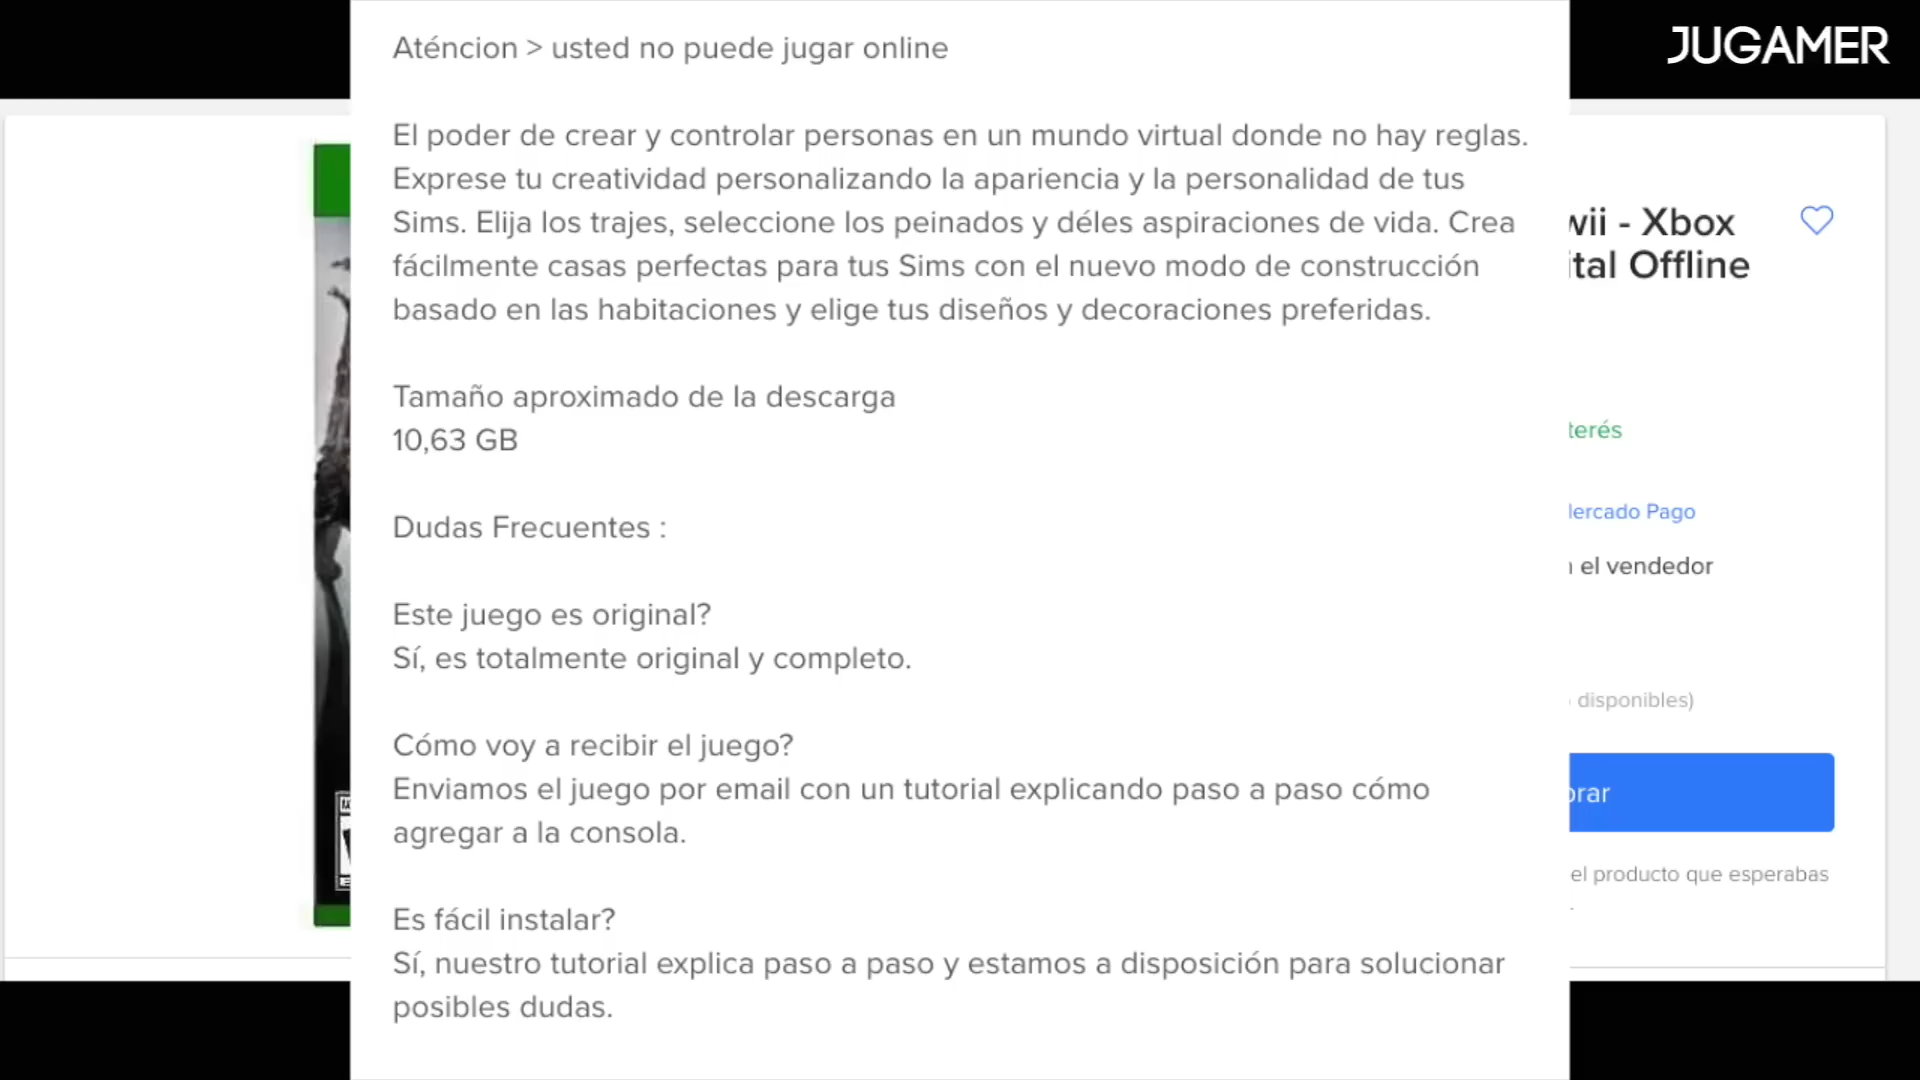 JUGAMER
Aténcion > usted no puede jugar online
El poder de crear y controlar personas en un mundo virtual donde no hay reglas.
Exprese tu creatividad personalizando la apariencia y la personalidad de tus
Sims. Elija los trajes, seleccione los peinados y déles aspiraciones de vida. Crea
fácilmente casas perfectas para tus Sims con el nuevo modo de construcción
basado en las habitaciones y elige tus diseños y decoraciones preferidas.
Tamaño aproximado de la descarga
10,63 GB
Dudas Frecuentes :
Este juego es original?
Sí, es totalmente original y completo.
Cómo voy a recibir el juego?
Enviamos el juego por email con un tutorial explicando paso a paso cómo
agregar a la consola.
Es fácil instalar?
Sí, nuestro tutorial explica paso a paso y estamos a disposición para solucionar
posibles dudas.
wii - Xbox
ital Offline
terés
Mercado Pago
el vendedor
disponibles)
orar
el producto que esperabas